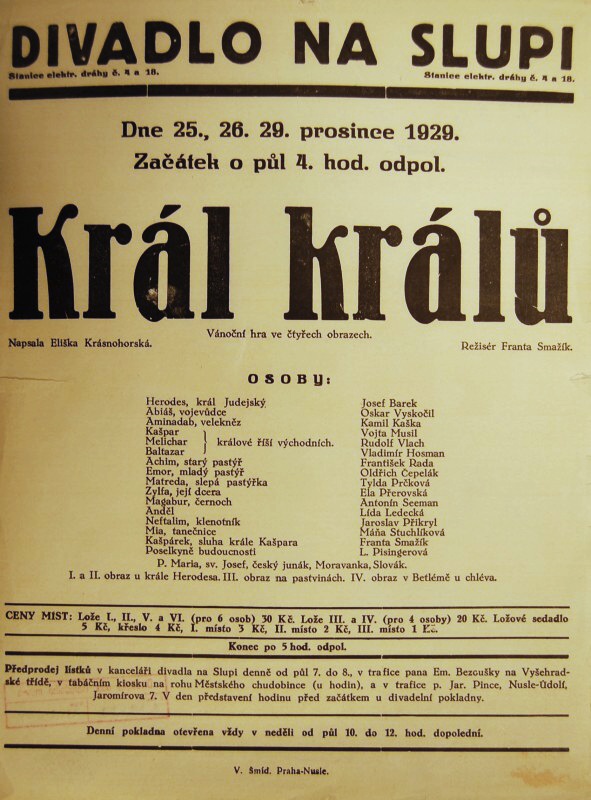 DIVADLO NA SLUPI
Stanice elektr. dráhy č. 4 a 18. Stanice elektr. dráhy č. 4 a 18.
Dne 25., 26. 29. prosince 1929.
Začátek o půl 4. hod. odpol.
Král králů
Vánoční hra ve čtyřech obrazech.
Napsala Eliška Krásnohorská. Režisér Franta Smažík.
OSOBY:
Herodes, král Judejský Josef Barek
Abiáš, vojevůdce Oskar Vyskočil
Aminadab, velekněz Kamil Kaška
Kašpar Vojta Musil
Melichar } králové říší východních. Rudolf Vlach
Baltazar Vladimír Hosman
Achim, starý pastýř František Rada
Emor, mladý pastýř Oldřich Čepelák
Matreda, slepá pastýřka Tylda Prčková
Zylfa, její dcera Ela Přerovská
Magabur, černoch Antonín Seeman
Anděl Lída Ledecká
Neftalim, klenotník Jaroslav Přikryl
Mia, tanečnice Máňa Stuchlíková
Kašpárek, sluha krále Kašpara Franta Smažík
Poselkyně budoucnosti L. Pisingerová
P. Maria, sv. Josef, český junák, Moravanka, Slovák.
I. a II. obraz u krále Herodesa. III. obraz na pastvinách. IV. obraz v Betlémě u chléva.
CENY MÍST: Lože I., II., V. a VI. (pro 6 osob) 30 Kč. Lože III. a IV. (pro 4 osoby) 20 Kč. Ložové sedadlo
5 Kč, křeslo 4 Kč, I. místo 3 Kč, II. místo 2 Kč, III. místo 1 Kč.
Konec po 5 hod. odpol.
Předprodej lístků v kanceláři divadla na Slupi denně od půl 7. do 8., v trafice pana Em. Bezoušky na Vyšehrad-
ské třídě, v tabáčním kiosku na rohu Městského chudobince (u hodin), a v trafice p. Jar. Pince, Nusle-Údolí,
Jaromírova 7. V den představení hodinu před začátkem u divadelní pokladny.
Denní pokladna otevřena vždy v neděli od půl 10. do 12. hod. dopolední.
V. Šmíd. Praha-Nusle.